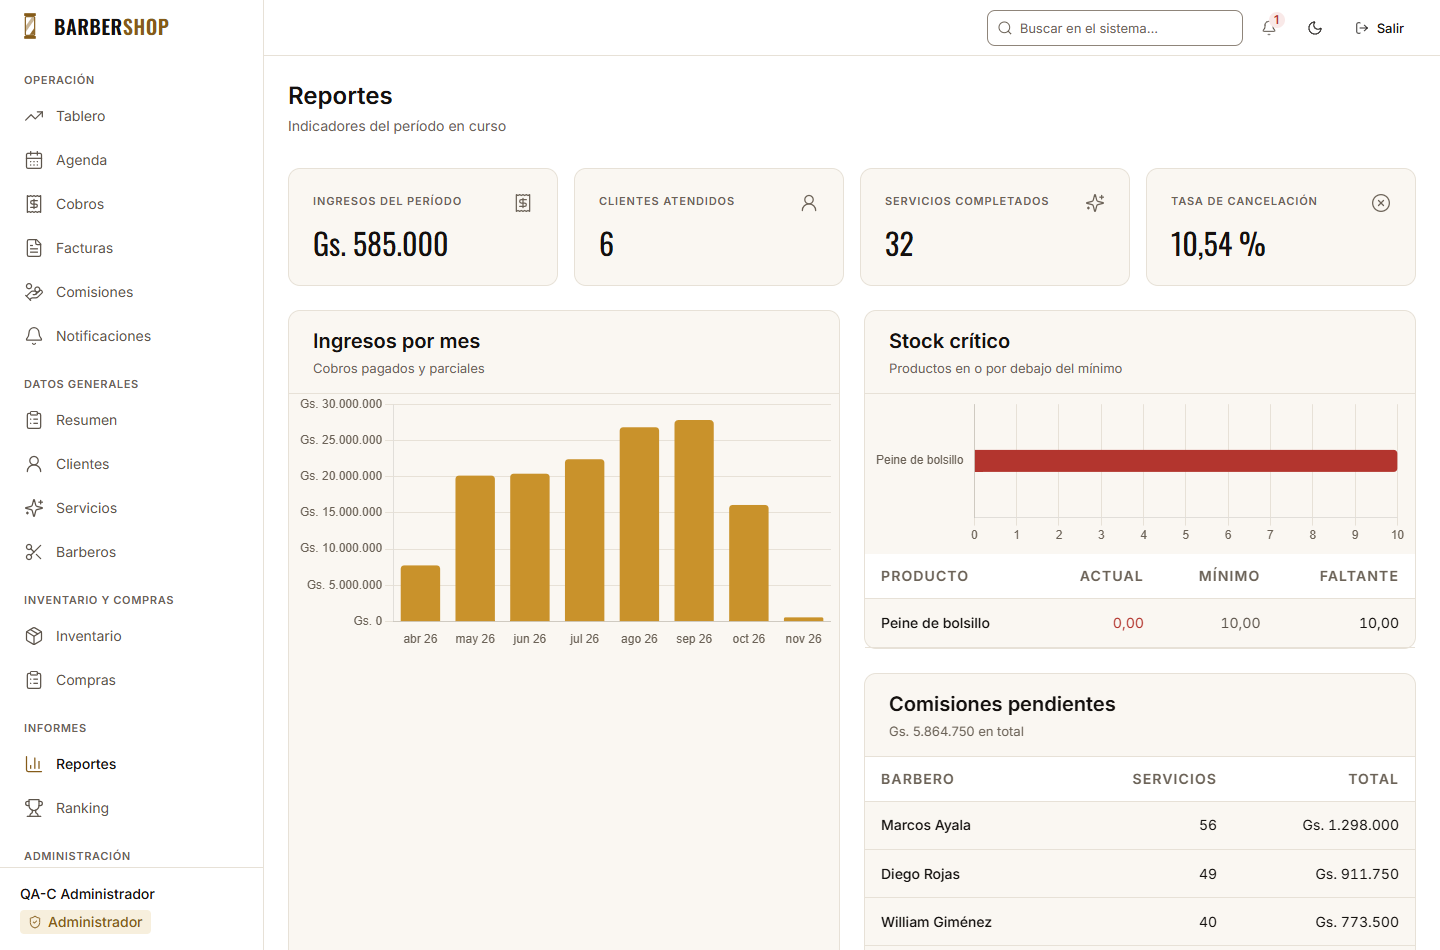 BARBERSHOP
Buscar en el sistema...
1
Salir
OPERACIÓN
Tablero
Agenda
Cobros
Facturas
Comisiones
Notificaciones
DATOS GENERALES
Resumen
Clientes
Servicios
Barberos
INVENTARIO Y COMPRAS
Inventario
Compras
INFORMES
Reportes
Ranking
ADMINISTRACIÓN
QA-C Administrador
Administrador
Reportes
Indicadores del período en curso
INGRESOS DEL PERÍODO
Gs. 585.000
CLIENTES ATENDIDOS
6
SERVICIOS COMPLETADOS
32
TASA DE CANCELACIÓN
10,54 %
Ingresos por mes
Cobros pagados y parciales
Gs. 30.000.000
Gs. 25.000.000
Gs. 20.000.000
Gs. 15.000.000
Gs. 10.000.000
Gs. 5.000.000
Gs. 0
abr 26 may 26 jun 26 jul 26 ago 26 sep 26 oct 26 nov 26
Stock crítico
Productos en o por debajo del mínimo
Peine de bolsillo
0 1 2 3 4 5 6 7 8 9 10
PRODUCTO ACTUAL MÍNIMO FALTANTE
Peine de bolsillo 0,00 10,00 10,00
Comisiones pendientes
Gs. 5.864.750 en total
BARBERO SERVICIOS TOTAL
Marcos Ayala 56 Gs. 1.298.000
Diego Rojas 49 Gs. 911.750
William Giménez 40 Gs. 773.500